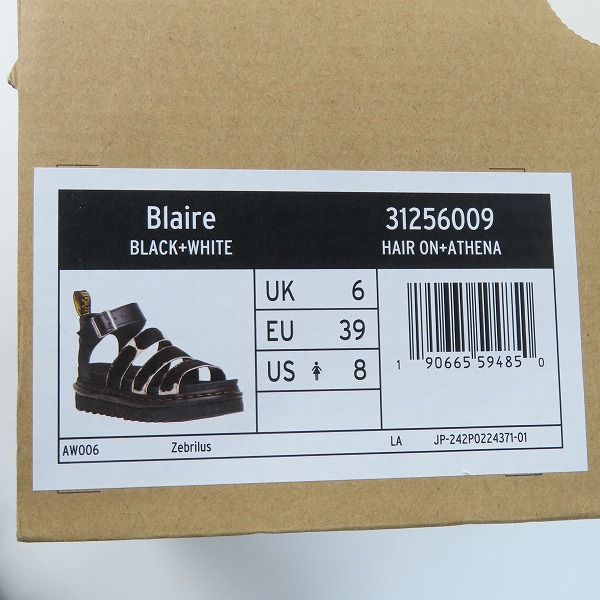 Blaire 31256009
BLACK+WHITE HAIR ON+ATHENA
UK 6
EU 39
US 8
1 90665 59485 0
AW006 Zebrilus LA JP-242P0224371-01